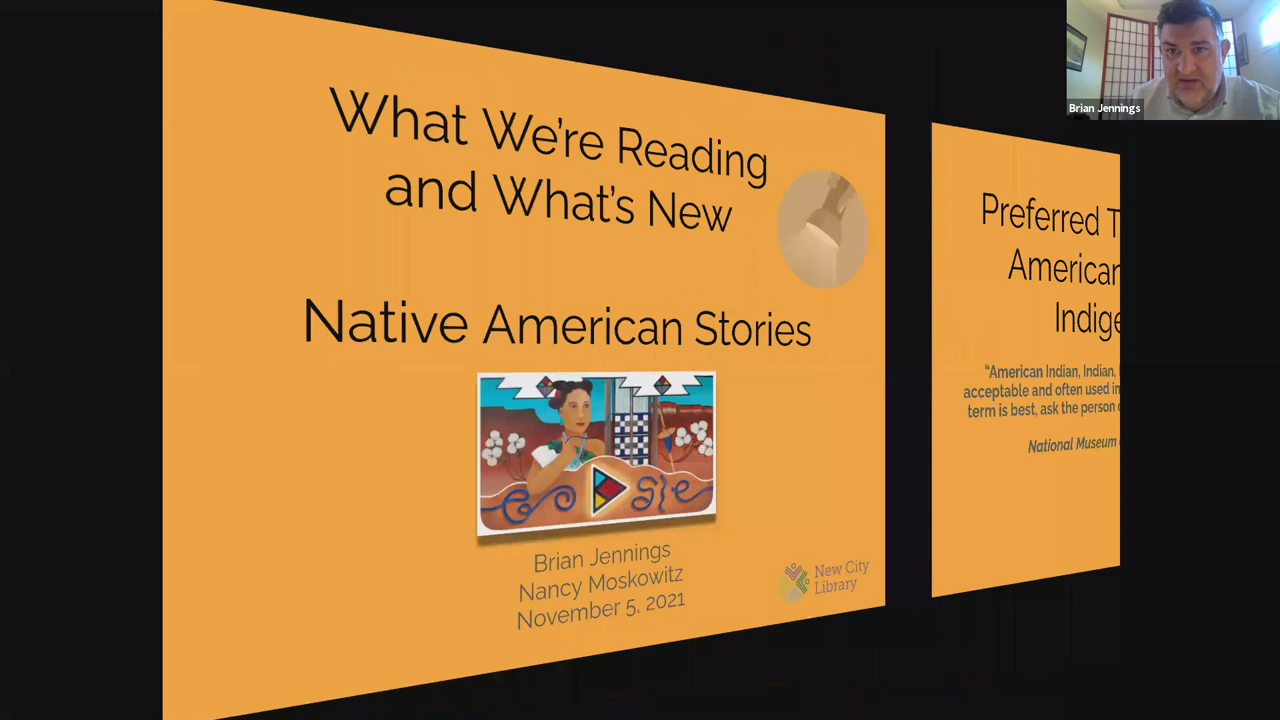 What We're Reading
and What's New
Native American Stories
Brian Jennings
Nancy Moskowitz
November 5, 2021
New City
Library
Preferred T
American
Indige
"American Indian, Indian,
acceptable and often used in
term is best, ask the person
National Museum
Brian Jennings